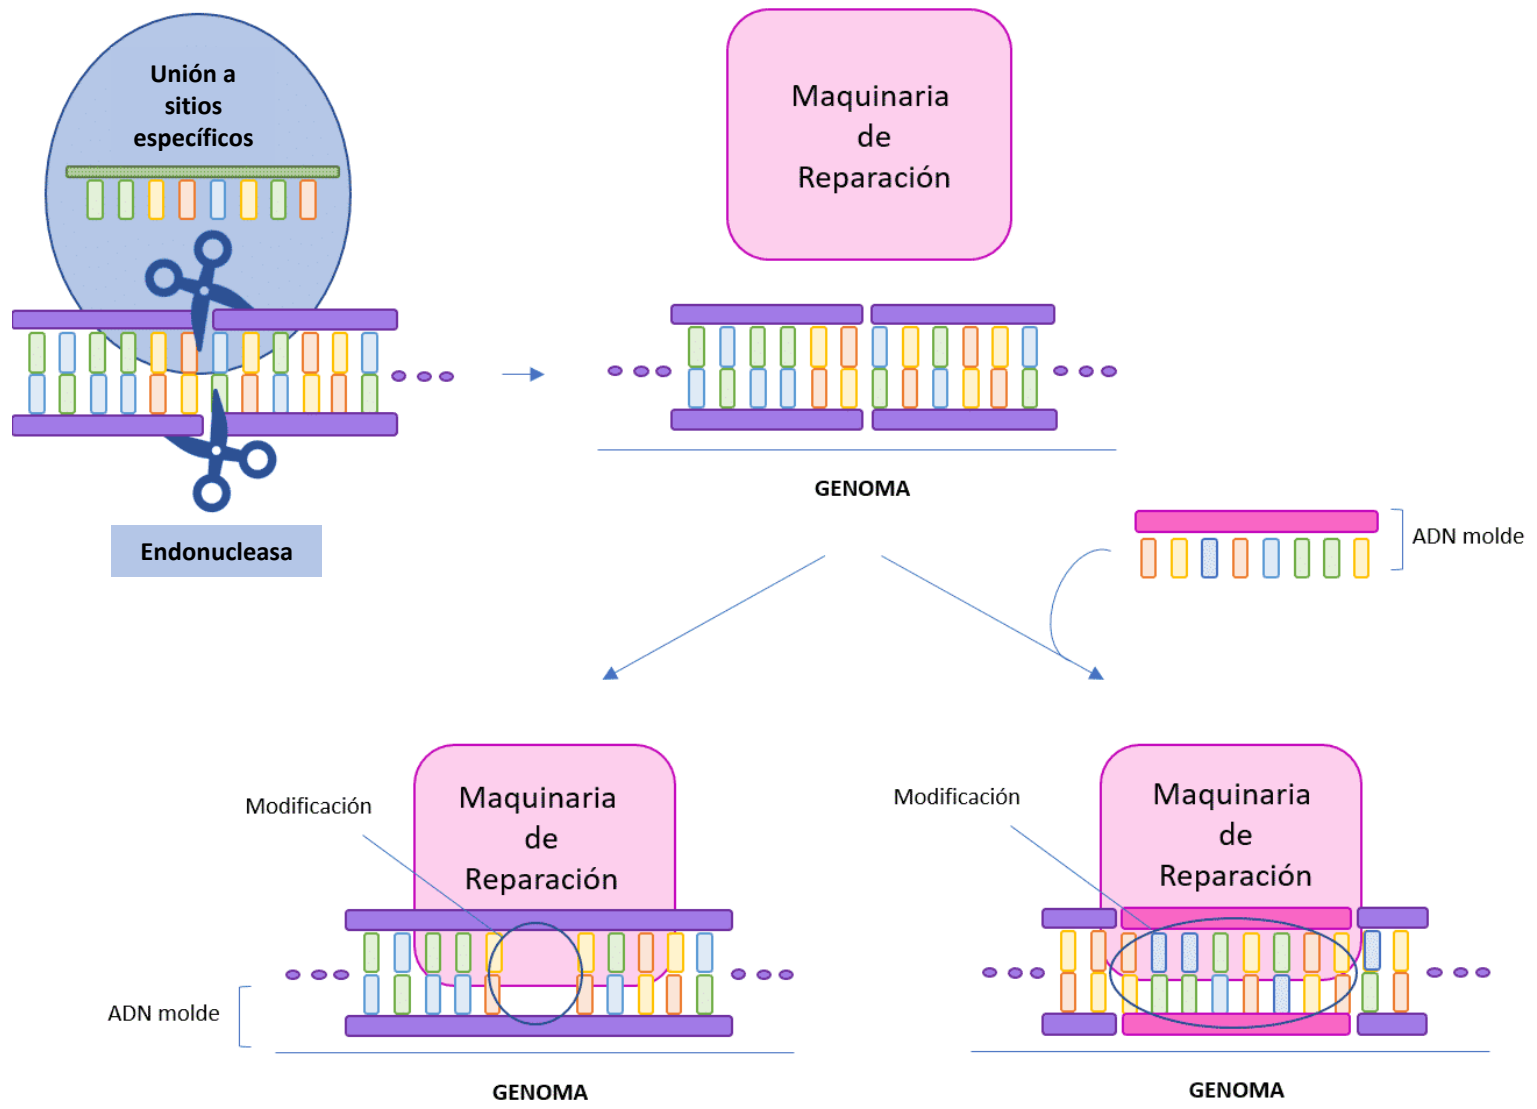 Unión a
sitios
específicos
Maquinaria
de
Reparación
Endonucleasa
GENOMA
ADN molde
Modificación
Maquinaria
de
Reparación
ADN molde
GENOMA
Modificación
Maquinaria
de
Reparación
GENOMA